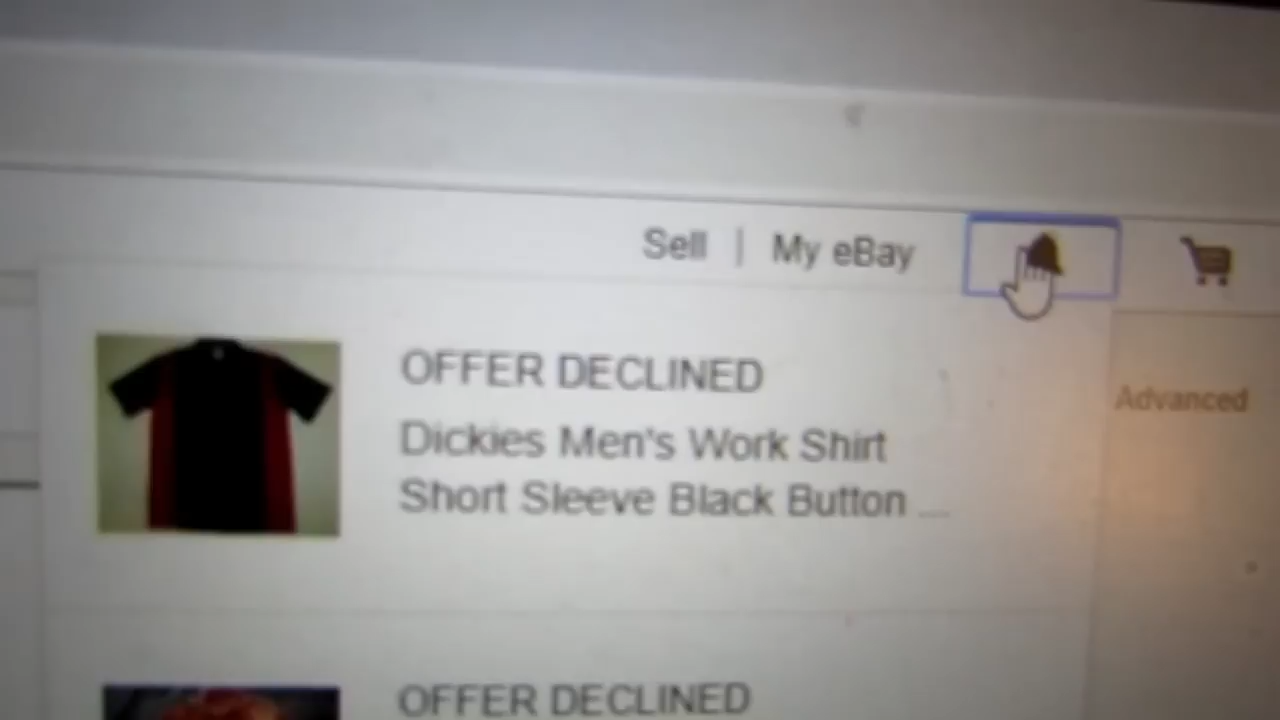 Sell | My eBay
OFFER DECLINED
Advanced
Dickies Men's Work Shirt
Short Sleeve Black Button ...
OFFER DECLINED